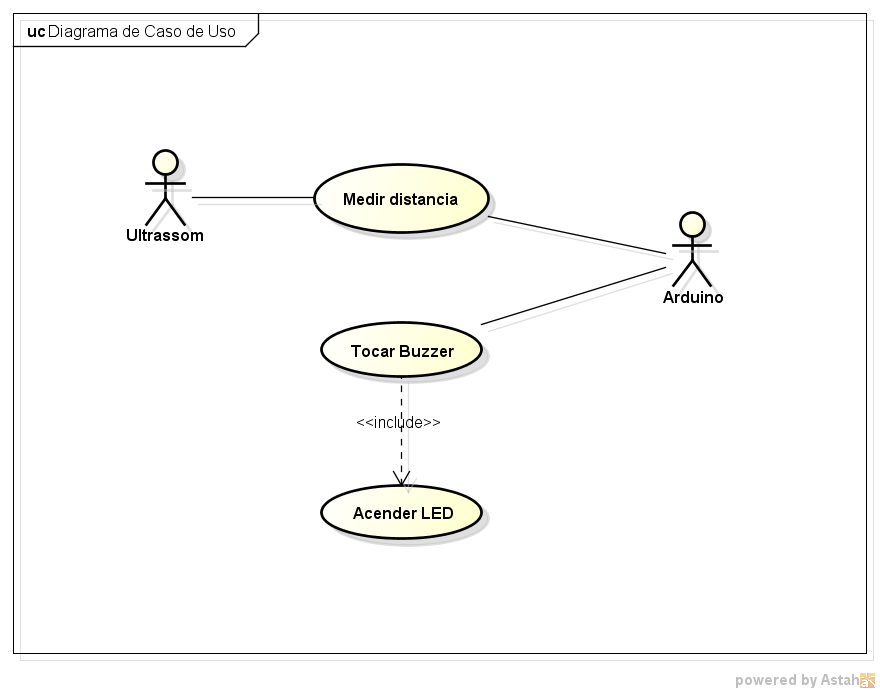 uc Diagrama de Caso de Uso
Medir distancia
Ultrassom
Arduino
Tocar Buzzer
<<include>>
Acender LED
powered by Astah